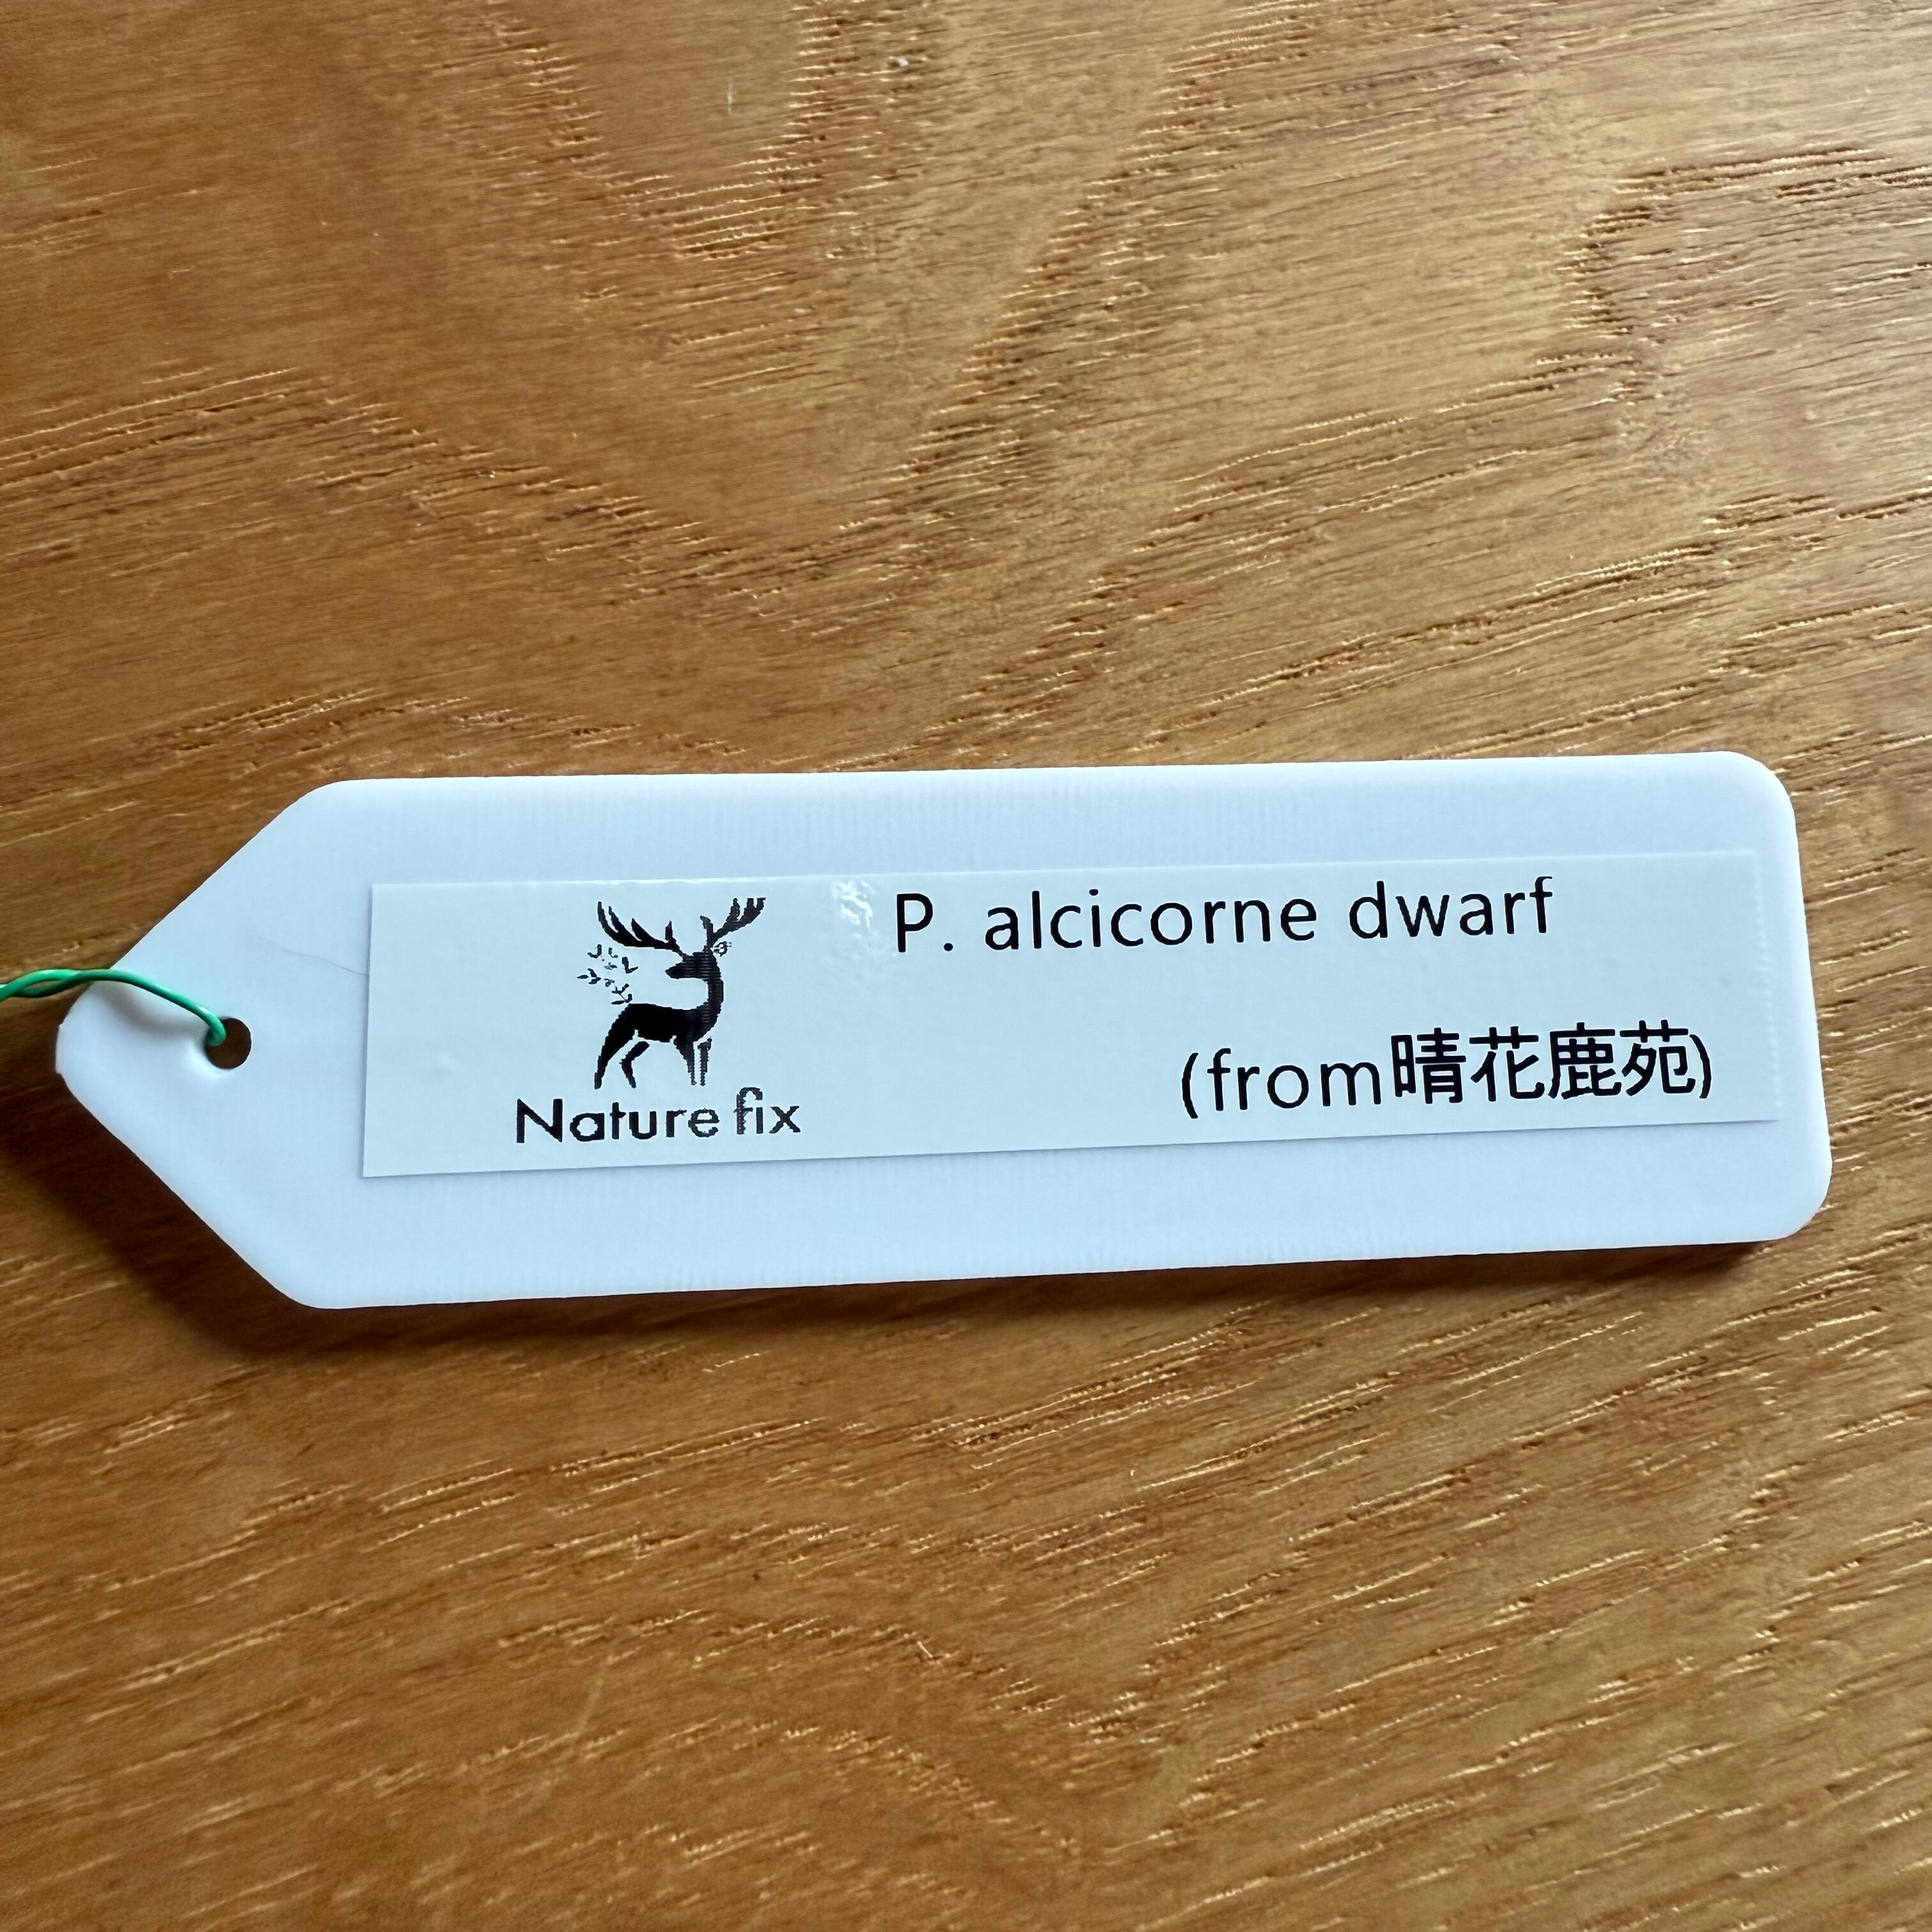 P. alcicorne dwarf
(from晴花鹿苑)
Nature fix